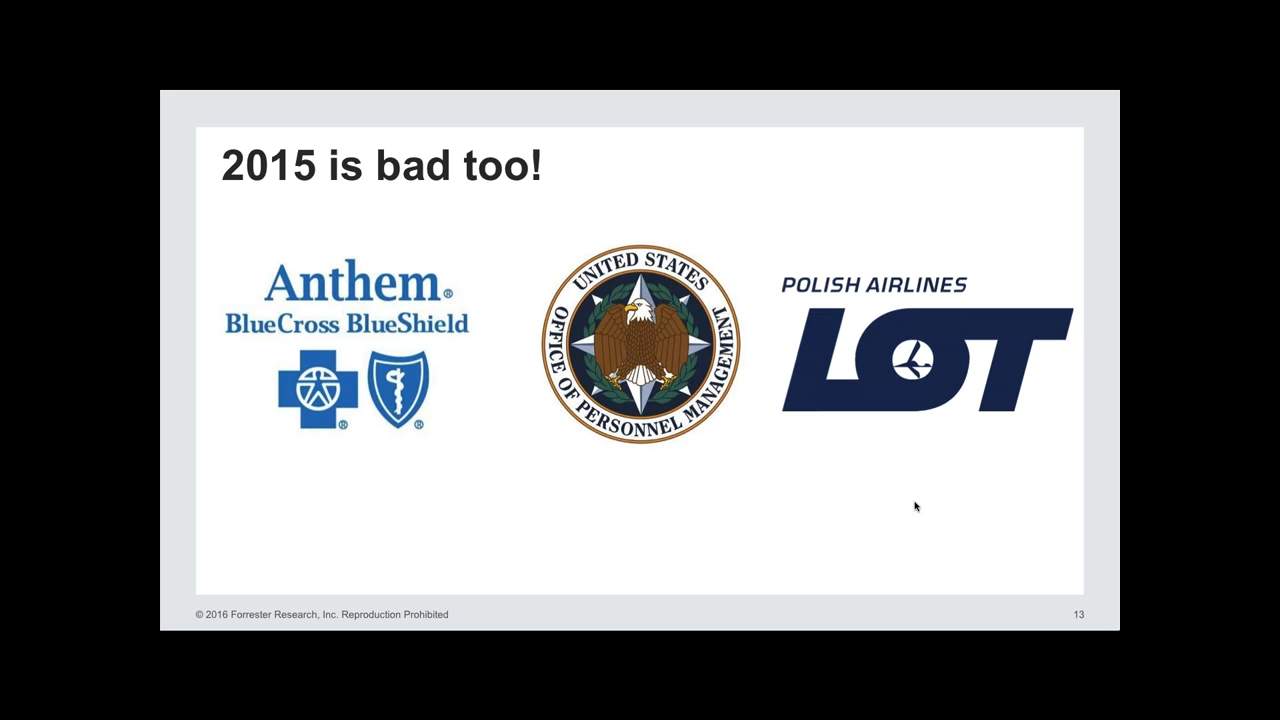 2015 is bad too!
Anthem®
BlueCross BlueShield
® ®
UNITED STATES
OFFICE OF PERSONNEL MANAGEMENT
POLISH AIRLINES
LOT
© 2016 Forrester Research, Inc. Reproduction Prohibited
13